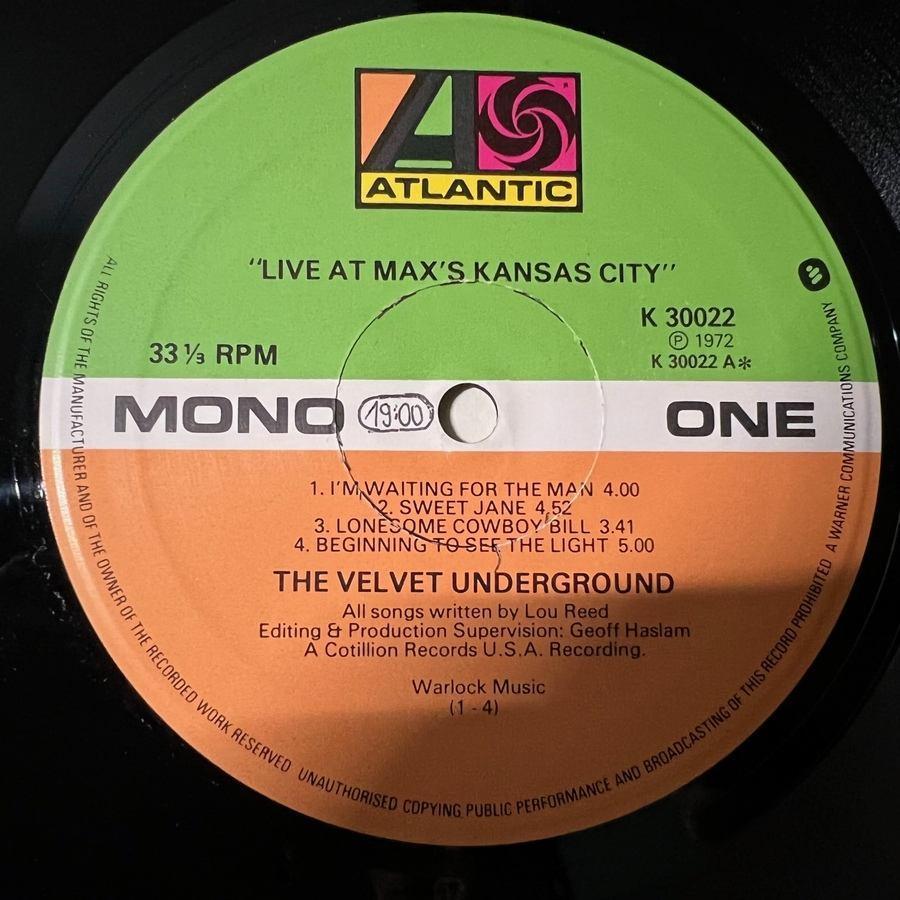 A
ATLANTIC
"LIVE AT MAX'S KANSAS CITY"
K 30022
℗ 1972
33 ⅓ RPM
K 30022 A*
MONO 19:00 ONE
1. I'M WAITING FOR THE MAN 4.00
2. SWEET JANE 4,52
3. LONESOME COWBOY BILL 3.41
4. BEGINNING TO SEE THE LIGHT 5.00
THE VELVET UNDERGROUND
All songs written by Lou Reed
Editing & Production Supervision: Geoff Haslam
A Cotillion Records U.S.A. Recording.
Warlock Music
(1 - 4)
ALL RIGHTS OF THE MANUFACTURER AND OF THE OWNER OF THE RECORDED WORK RESERVED UNAUTHORISED COPYING PUBLIC PERFORMANCE AND BROADCASTING OF THIS RECORD PROHIBITED A WARNER COMMUNICATIONS COMPANY